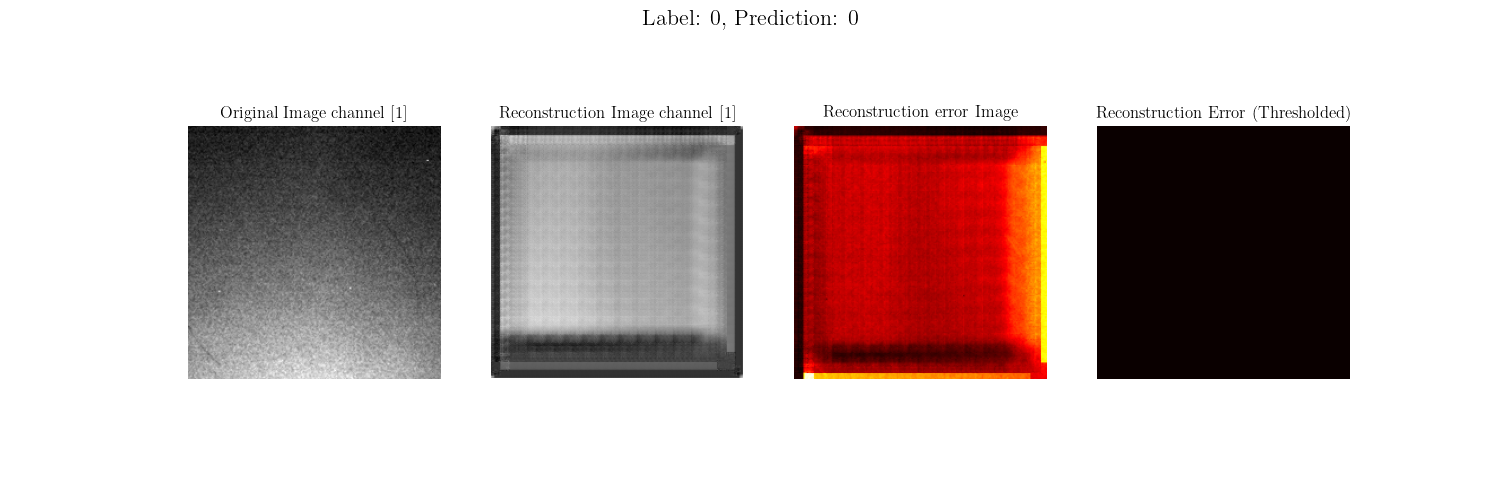 Label: 0, Prediction: 0
Original Image channel [1]
Reconstruction Image channel [1]
Reconstruction error Image
Reconstruction Error (Thresholded)